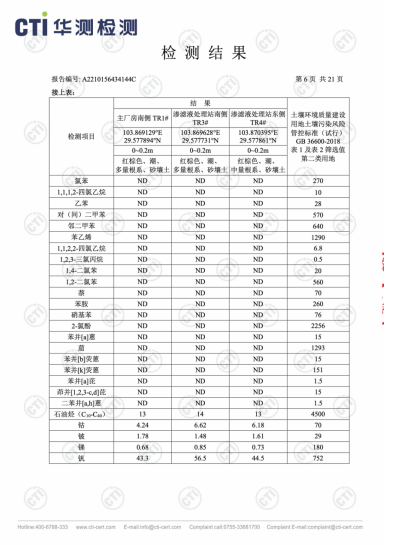 CTI 华测检测
检 测 结 果
报告编号: A2210156434144C 第 6 页 共 21 页
接上表:
检测项目 结 果 土壤环境质量建设用地土壤污染风险管控标准（试行）GB 36600-2018 表 1 及表 2 筛选值第二类用地
主厂房南侧 TR1# 渗滤液处理站南侧 TR3# 渗滤液处理站东侧 TR4#
103.869129°E 29.577894°N 103.869628°E 29.577731°N 103.870395°E 29.577861°N
0~0.2m 0~0.2m 0~0.2m
红棕色、潮、多量根系、砂壤土 红棕色、潮、多量根系、砂壤土 红棕色、潮、中量根系、砂壤土
氯苯 ND ND ND 270
1,1,1,2-四氯乙烷 ND ND ND 10
乙苯 ND ND ND 28
对（间）二甲苯 ND ND ND 570
邻二甲苯 ND ND ND 640
苯乙烯 ND ND ND 1290
1,1,2,2-四氯乙烷 ND ND ND 6.8
1,2,3-三氯丙烷 ND ND ND 0.5
1,4-二氯苯 ND ND ND 20
1,2-二氯苯 ND ND ND 560
萘 ND ND ND 70
苯胺 ND ND ND 260
硝基苯 ND ND ND 76
2-氯酚 ND ND ND 2256
苯并[a]蒽 ND ND ND 15
䓛 ND ND ND 1293
苯并[b]荧蒽 ND ND ND 15
苯并[k]荧蒽 ND ND ND 151
苯并[a]芘 ND ND ND 1.5
茚并[1,2,3-c,d]芘 ND ND ND 15
二苯并[a,h]蒽 ND ND ND 1.5
石油烃（C10-C40） 13 14 13 4500
钴 4.24 6.62 6.18 70
铍 1.78 1.48 1.61 29
锑 0.68 0.85 0.73 180
钒 43.3 56.5 44.5 752
Hotline:400-6788-333 www.cti-cert.com E-mail:info@cti-cert.com Complaint call:0755-33681700 Complaint E-mail:complaint@cti-cert.com